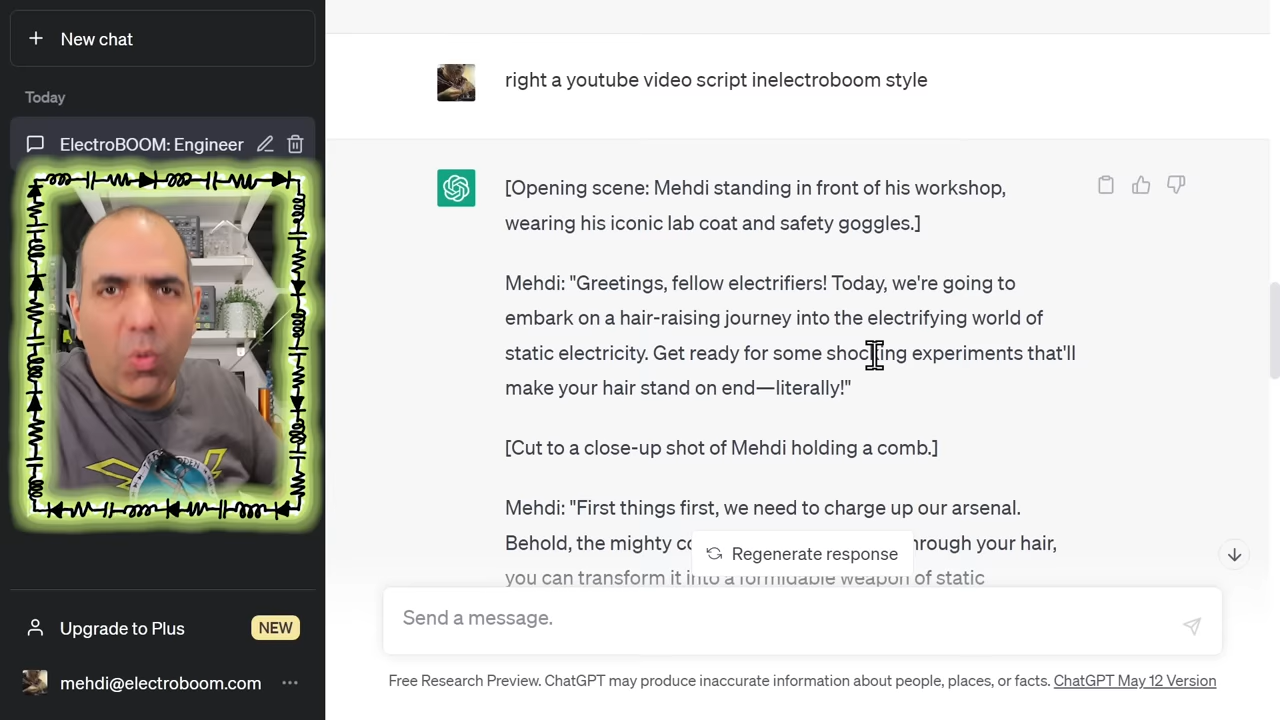 New chat
Today
ElectroBOOM: Engineer
right a youtube video script inelectroboom style
[Opening scene: Mehdi standing in front of his workshop,
wearing his iconic lab coat and safety goggles.]
Mehdi: "Greetings, fellow electrifiers! Today, we're going to
embark on a hair-raising journey into the electrifying world of
static electricity. Get ready for some shocking experiments that'll
make your hair stand on end—literally!"
[Cut to a close-up shot of Mehdi holding a comb.]
Mehdi: "First things first, we need to charge up our arsenal.
Behold, the mighty hrough your hair,
you can transform it into a formidable weapon of static
Regenerate response
Send a message.
Free Research Preview. ChatGPT may produce inaccurate information about people, places, or facts. ChatGPT May 12 Version
Upgrade to Plus NEW
mehdi@electroboom.com